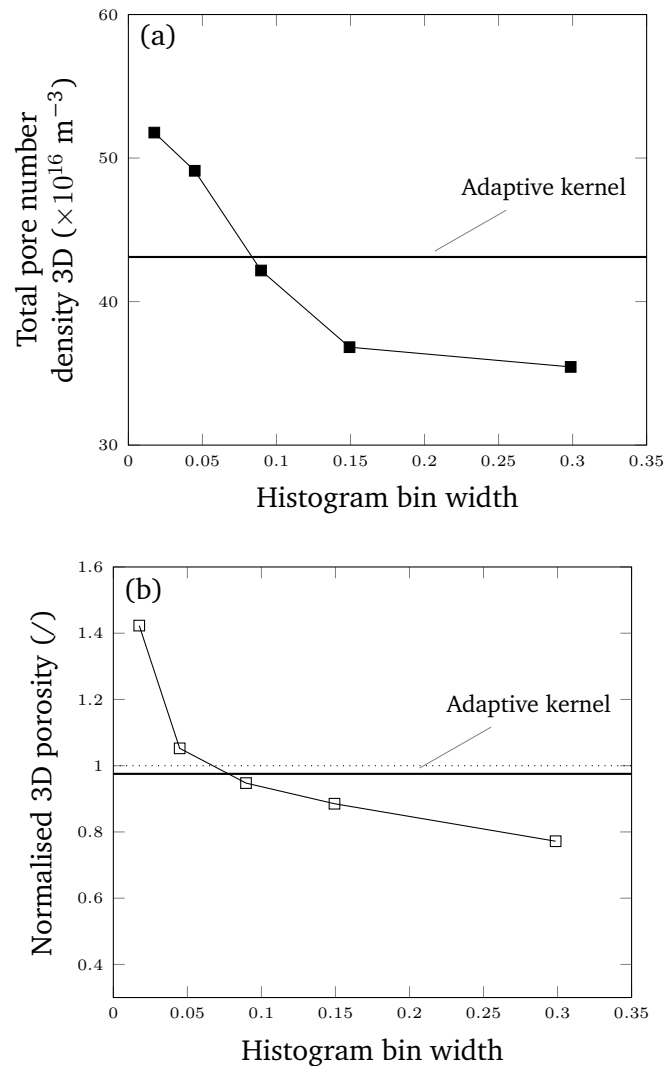 (a)
Total pore number
density 3D (×10¹⁶ m⁻³)
60
50
40
30
Adaptive kernel
0 0.05 0.1 0.15 0.2 0.25 0.3 0.35
Histogram bin width
(b)
Normalised 3D porosity (/)
1.6
1.4
1.2
1
0.8
0.6
0.4
Adaptive kernel
0 0.05 0.1 0.15 0.2 0.25 0.3 0.35
Histogram bin width